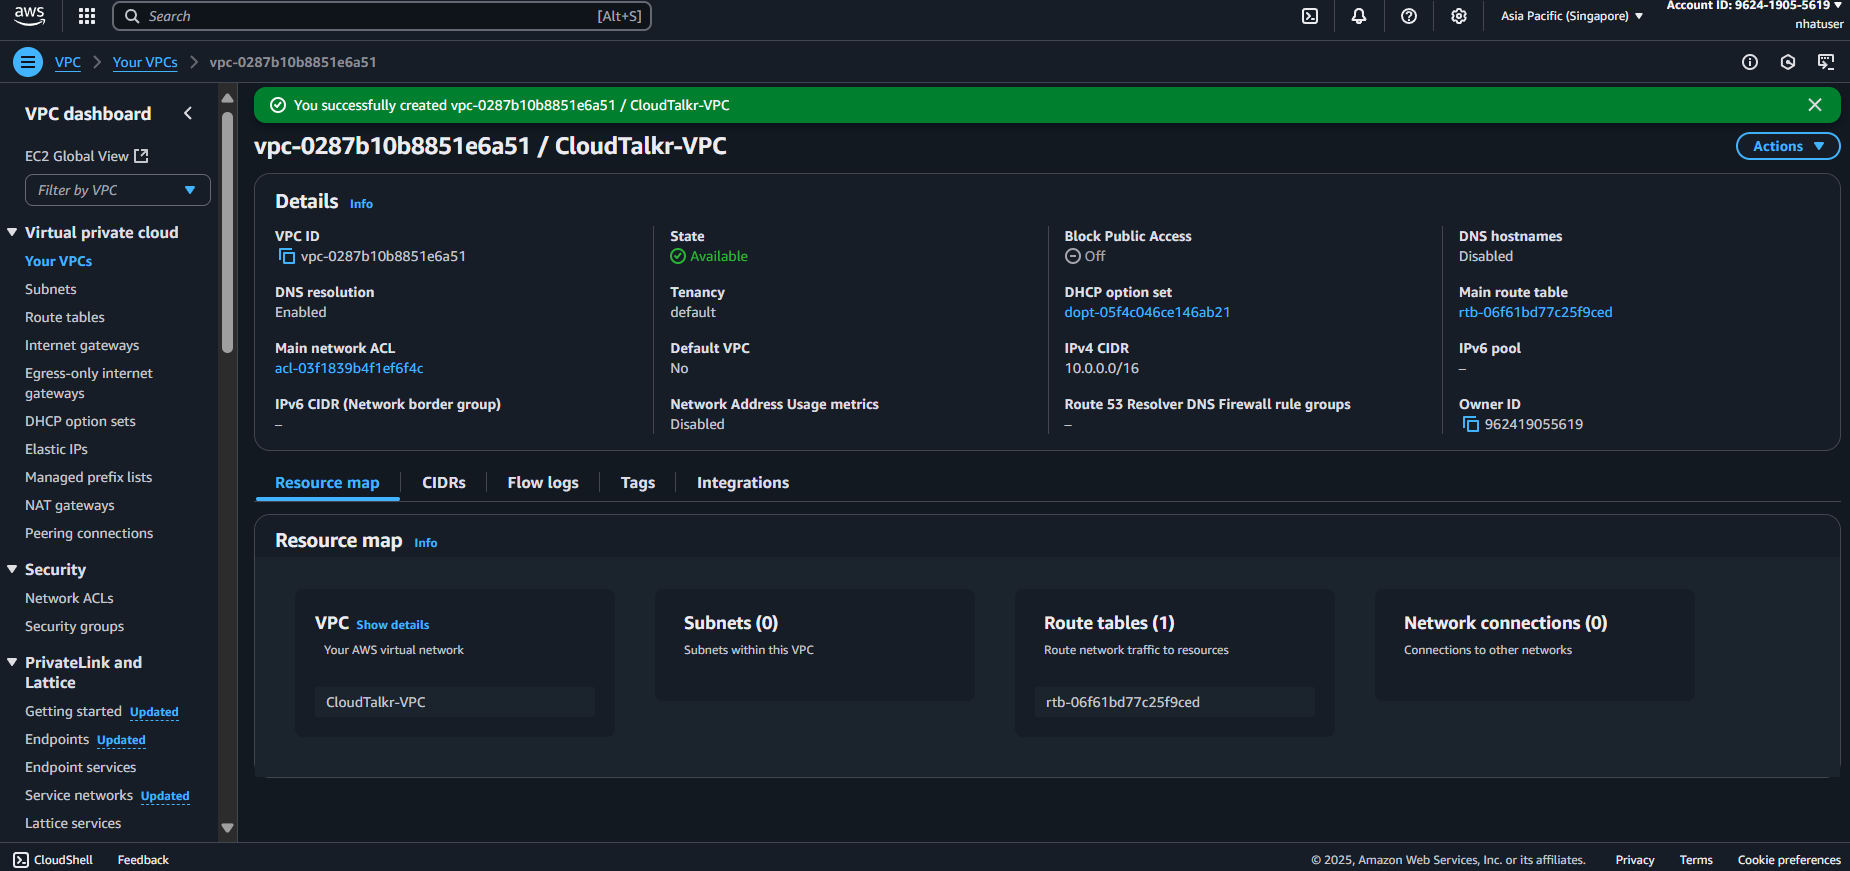 aws
Search [Alt+S]
Asia Pacific (Singapore)
Account ID: 9624-1905-5619
nhatuser
VPC
Your VPCs
vpc-0287b10b8851e6a51
VPC dashboard
EC2 Global View
Filter by VPC
Virtual private cloud
Your VPCs
Subnets
Route tables
Internet gateways
Egress-only internet
gateways
DHCP option sets
Elastic IPs
Managed prefix lists
NAT gateways
Peering connections
Security
Network ACLs
Security groups
PrivateLink and
Lattice
Getting started Updated
Endpoints Updated
Endpoint services
Service networks Updated
Lattice services
You successfully created vpc-0287b10b8851e6a51 / CloudTalkr-VPC
vpc-0287b10b8851e6a51 / CloudTalkr-VPC
Actions
Details Info
VPC ID
vpc-0287b10b8851e6a51
State
Available
Block Public Access
Off
DNS hostnames
Disabled
DNS resolution
Enabled
Tenancy
default
DHCP option set
dopt-05f4c046ce146ab21
Main route table
rtb-06f61bd77c25f9ced
Main network ACL
acl-03f1839b4f1ef6f4c
Default VPC
No
IPv4 CIDR
10.0.0.0/16
IPv6 pool
–
IPv6 CIDR (Network border group)
–
Network Address Usage metrics
Disabled
Route 53 Resolver DNS Firewall rule groups
–
Owner ID
962419055619
Resource map
CIDRs
Flow logs
Tags
Integrations
Resource map Info
VPC Show details
Your AWS virtual network
CloudTalkr-VPC
Subnets (0)
Subnets within this VPC
Route tables (1)
Route network traffic to resources
rtb-06f61bd77c25f9ced
Network connections (0)
Connections to other networks
CloudShell
Feedback
© 2025, Amazon Web Services, Inc. or its affiliates.
Privacy
Terms
Cookie preferences